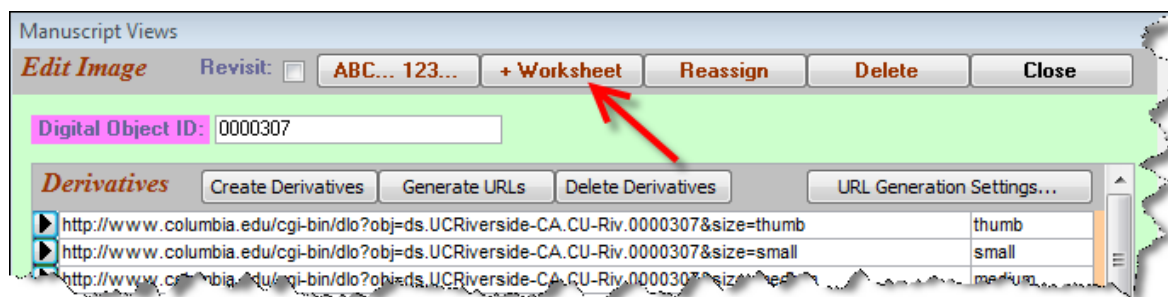 Manuscript Views
Edit Image Revisit: ABC... 123... + Worksheet Reassign Delete Close
Digital Object ID: 0000307
Derivatives Create Derivatives Generate URLs Delete Derivatives URL Generation Settings...
http://www.columbia.edu/cgi-bin/dlo?obj=ds.UCRiverside-CA.CU-Riv.0000307&size=thumb thumb
http://www.columbia.edu/cgi-bin/dlo?obj=ds.UCRiverside-CA.CU-Riv.0000307&size=small small
medium